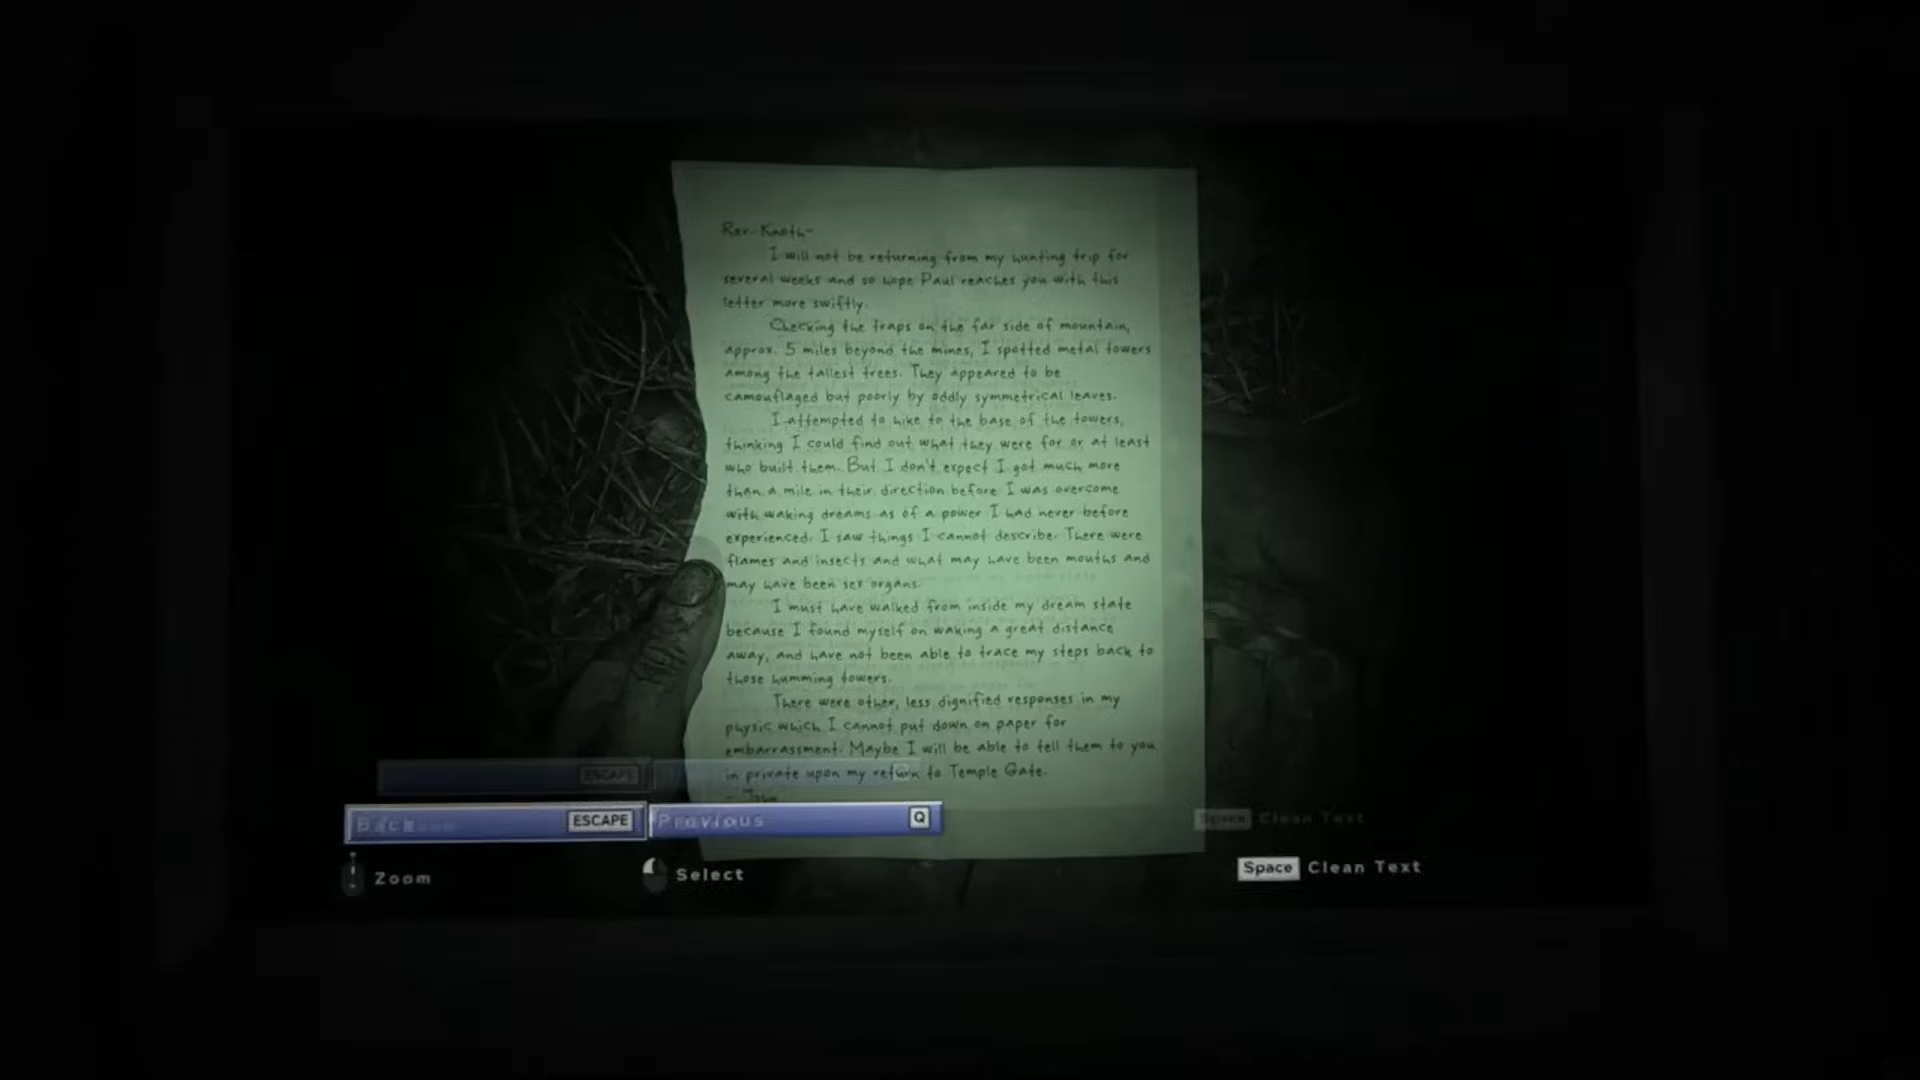 Rev. Knoth-
I will not be returning from my hunting trip for
several weeks and so hope Paul reaches you with this
letter more swiftly.
Checking the traps on the far side of mountain,
approx. 5 miles beyond the mines, I spotted metal towers
among the tallest trees. They appeared to be
camouflaged but poorly by oddly symmetrical leaves.
I attempted to hike to the base of the towers,
thinking I could find out what they were for or at least
who built them. But I don't expect I got much more
than a mile in their direction before I was overcome
with waking dreams as of a power I had never before
experienced. I saw things I cannot describe. There were
flames and insects and what may have been mouths and
may have been sex organs.
I must have walked from inside my dream state
because I found myself on waking a great distance
away, and have not been able to trace my steps back to
those humming towers.
There were other, less dignified responses in my
physic which I cannot put down on paper for
embarrassment. Maybe I will be able to tell them to you
in private upon my return to Temple Gate.
ESCAPE
Back ESCAPE Previous Q
Space Clean Text
Zoom Select Space Clean Text